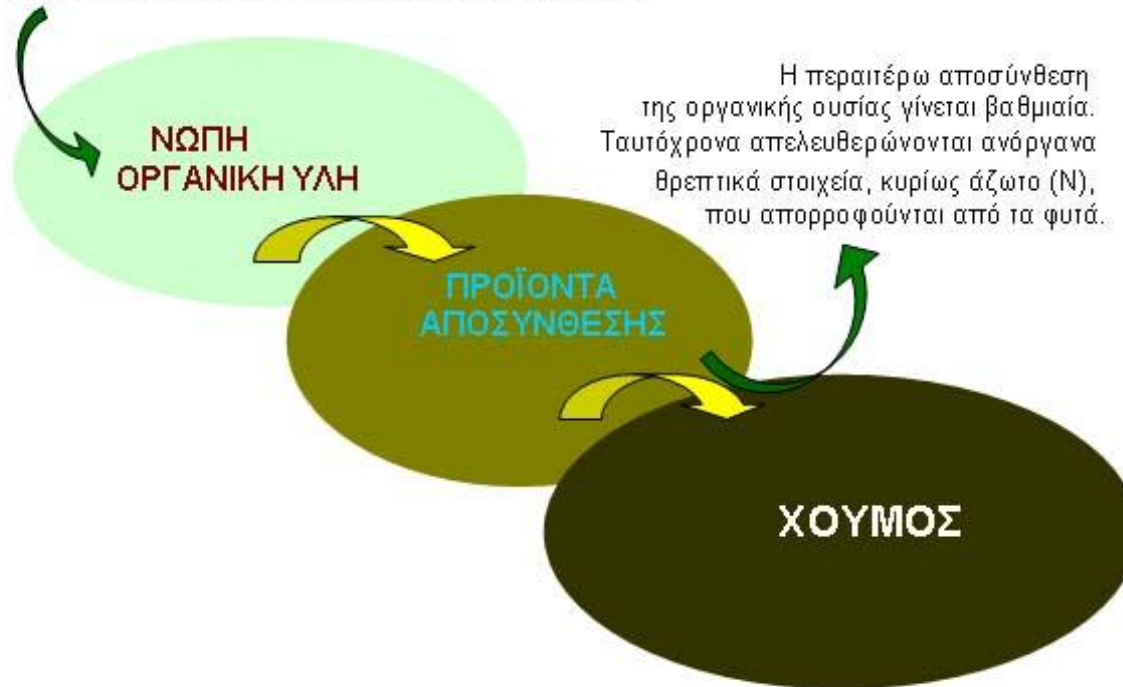 ΝΩΠΗ
ΟΡΓΑΝΙΚΗ ΥΛΗ
Η περαιτέρω αποσύνθεση
της οργανικής ουσίας γίνεται βαθμιαία.
Ταυτόχρονα απελευθερώνονται ανόργανα
θρεπτικά στοιχεία, κυρίως άζωτο (Ν),
που απορροφούνται από τα φυτά.
ΠΡΟΪΟΝΤΑ
ΑΠΟΣΥΝΘΕΣΗΣ
ΧΟΥΜΟΣ